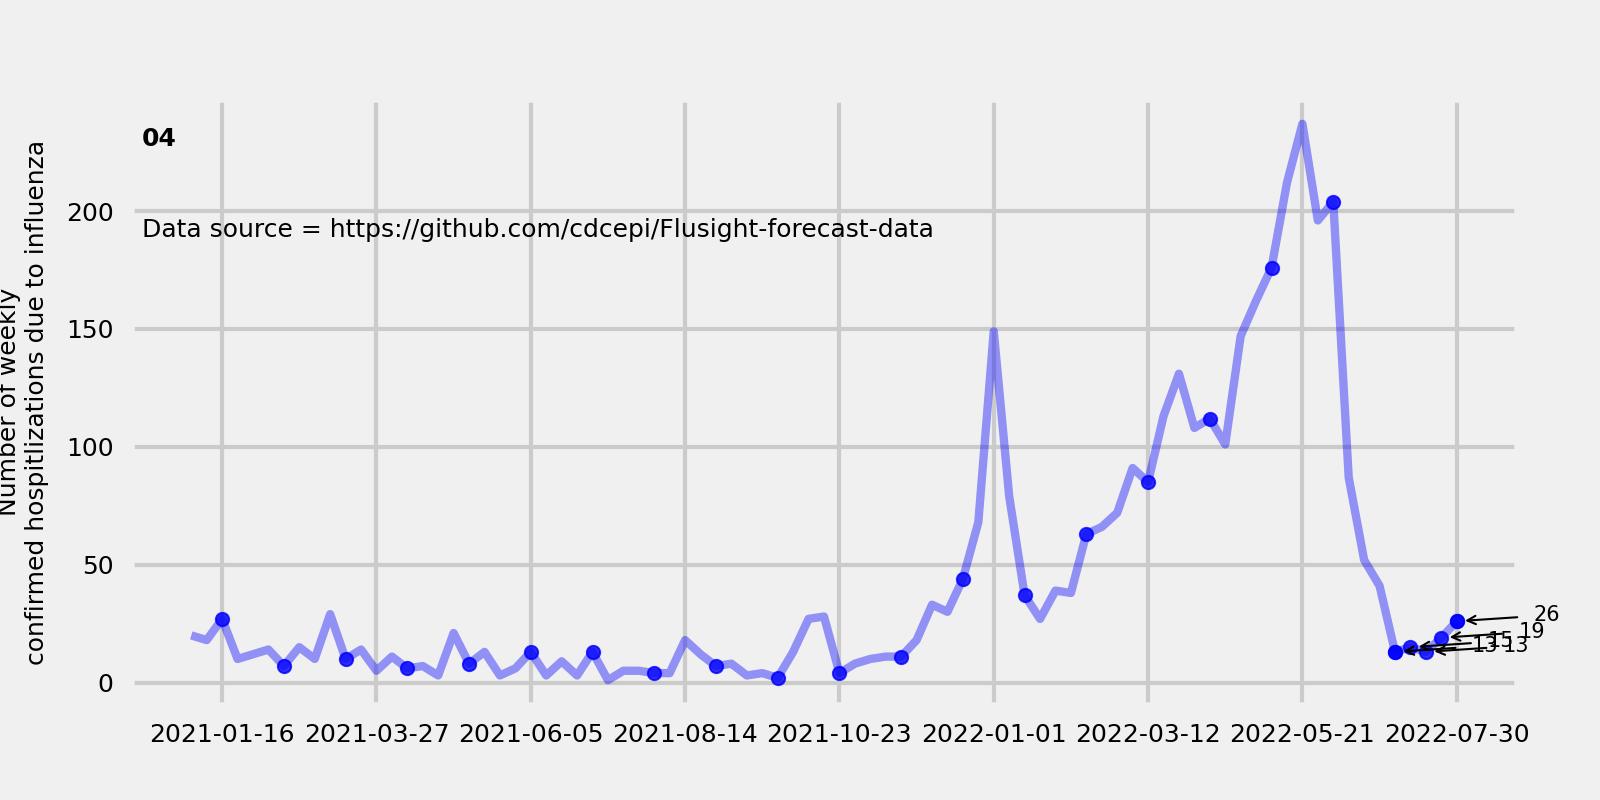 04
Data source = https://github.com/cdcepi/Flusight-forecast-data
Number of weekly
confirmed hospitlizations due to influenza
200
150
100
50
0
26
19
15
13
13
2021-01-16 2021-03-27 2021-06-05 2021-08-14 2021-10-23 2022-01-01 2022-03-12 2022-05-21 2022-07-30